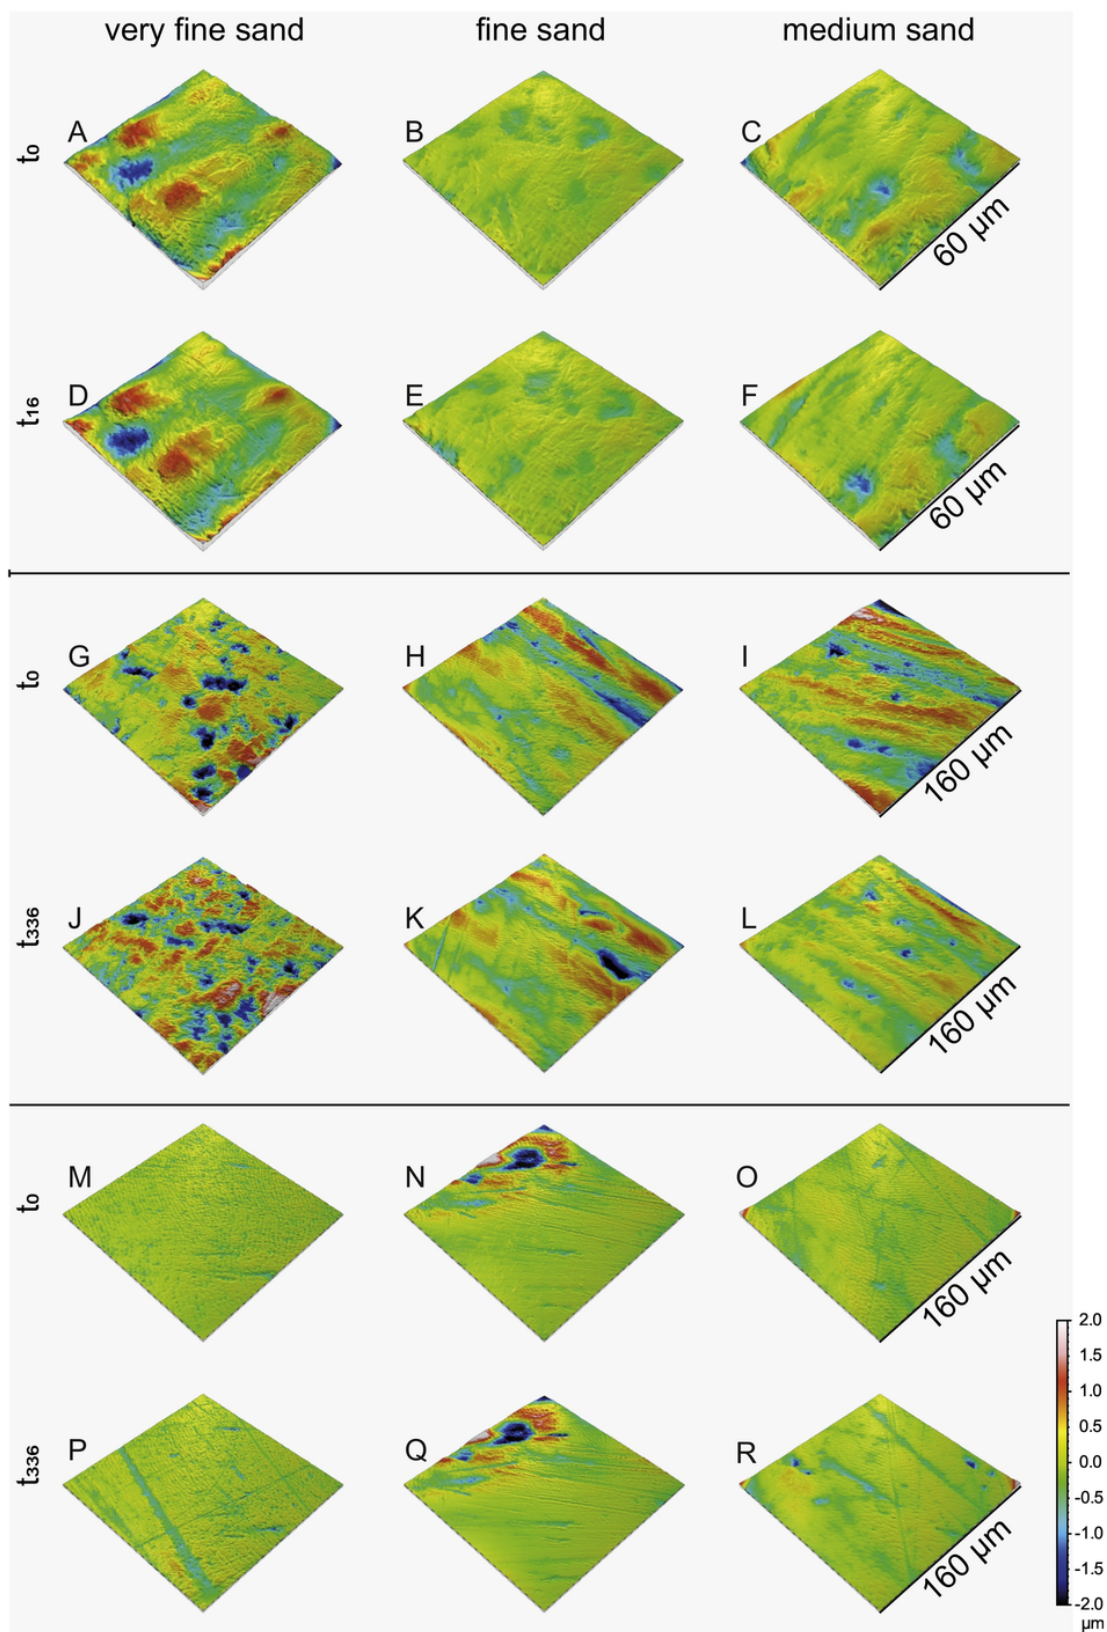 very fine sand fine sand medium sand
A B C
t₀
60 µm
D E F
t₁₆
60 µm
G H I
t₀
160 µm
J K L
t₃₃₆
160 µm
M N O
t₀
160 µm
P Q R
t₃₃₆
160 µm
2.0
1.5
1.0
0.5
0.0
-0.5
-1.0
-1.5
-2.0
µm